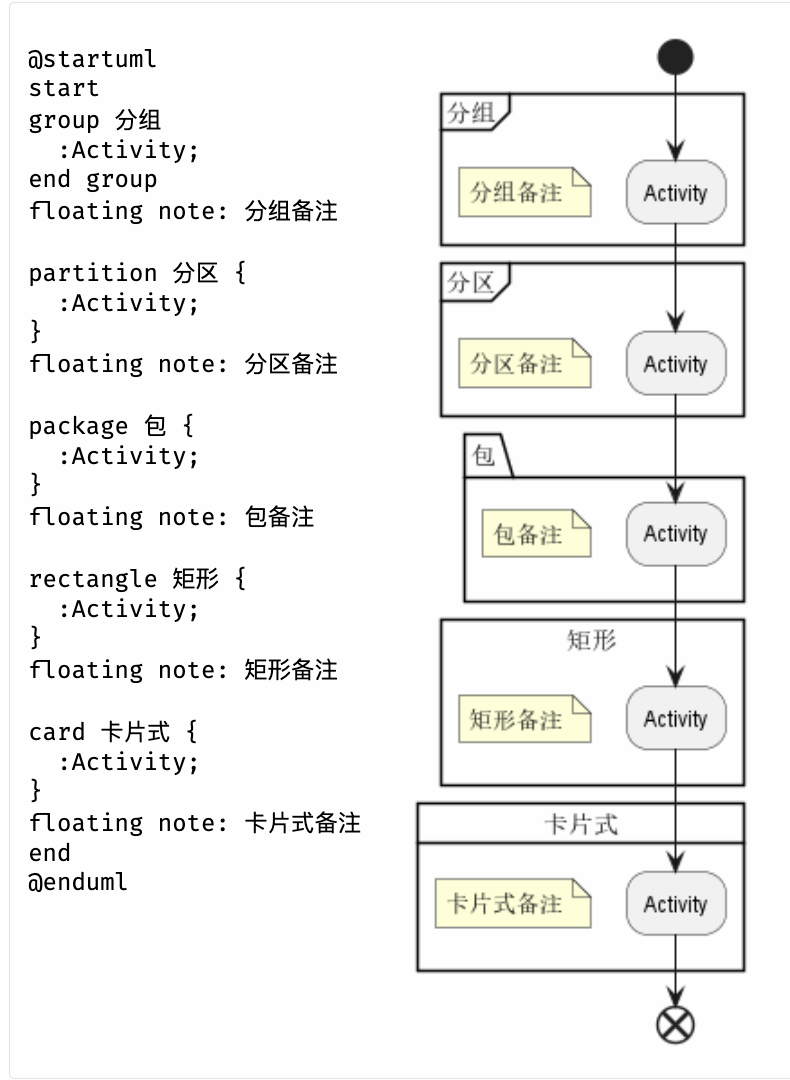 @startuml
start
group 分组
  :Activity;
end group
floating note: 分组备注

partition 分区 {
  :Activity;
}
floating note: 分区备注

package 包 {
  :Activity;
}
floating note: 包备注

rectangle 矩形 {
  :Activity;
}
floating note: 矩形备注

card 卡片式 {
  :Activity;
}
floating note: 卡片式备注
end
@enduml
分组
分组备注
Activity
分区
分区备注
Activity
包
包备注
Activity
矩形
矩形备注
Activity
卡片式
卡片式备注
Activity